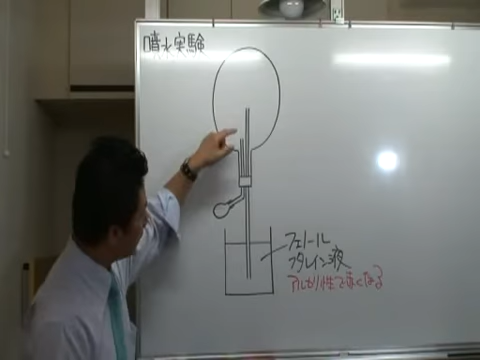 噴水実験
フェノール
フタレイン液
アルカリ性で赤くなる